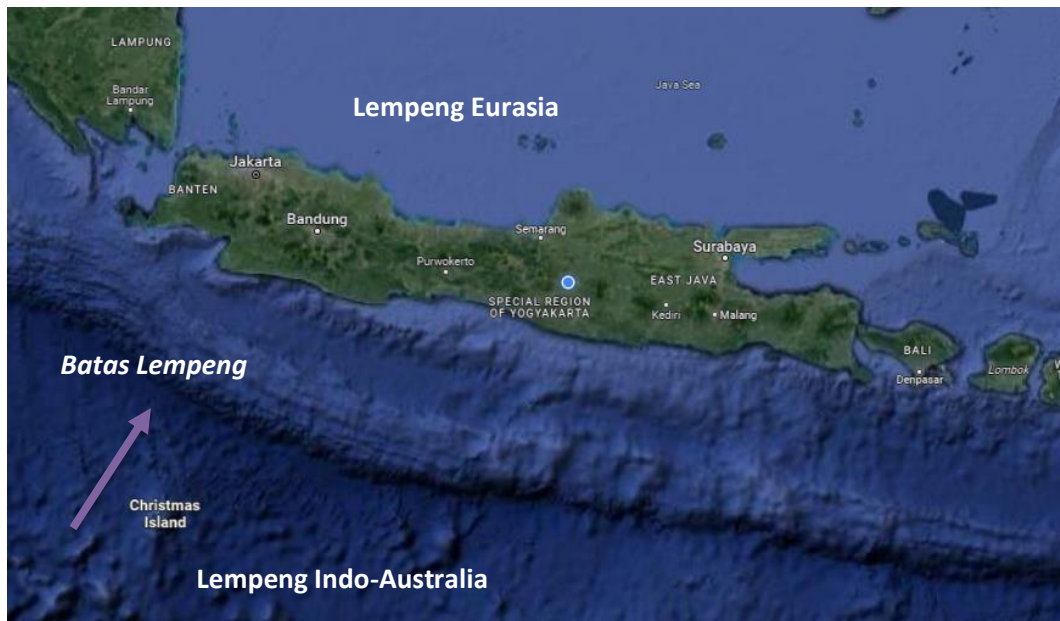 LAMPUNG
Bandar
Lampung
Lempeng Eurasia
Java Sea
Jakarta
BANTEN
Bandung
Semarang
Purwokerto
Surabaya
EAST JAVA
SPECIAL REGION
OF YOGYAKARTA
Kediri
Malang
BALI
Denpasar
Lombok
Batas Lempeng
Christmas
Island
Lempeng Indo-Australia